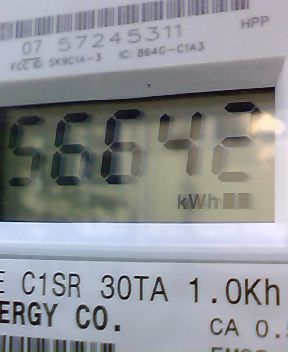 HPP
07 57245311
FCC ID: SK9C1A-3 IC: 864G-C1A3
56642
kWh
E C1SR 30TA 1.0Kh
ERGY CO.
CA 0.